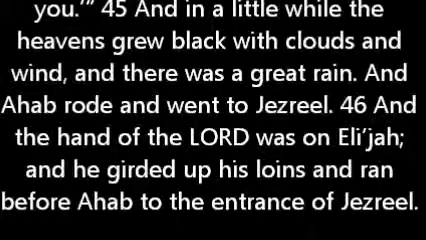 you.’” 45 And in a little while the
heavens grew black with clouds and
wind, and there was a great rain. And
Ahab rode and went to Jezreel. 46 And
the hand of the LORD was on Eli’jah;
and he girded up his loins and ran
before Ahab to the entrance of Jezreel.